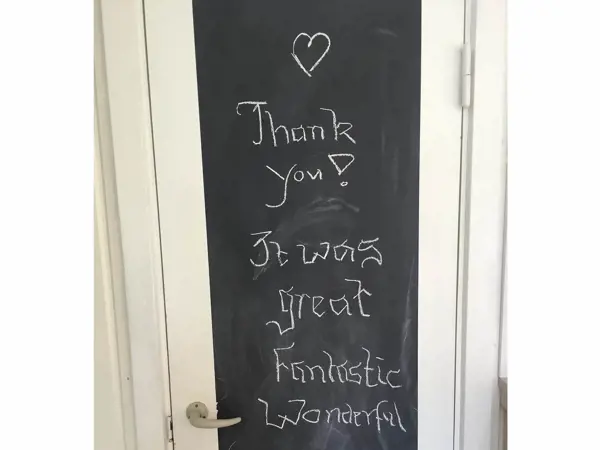 Thank
you!
It was
great
Fantastic
Wonderful